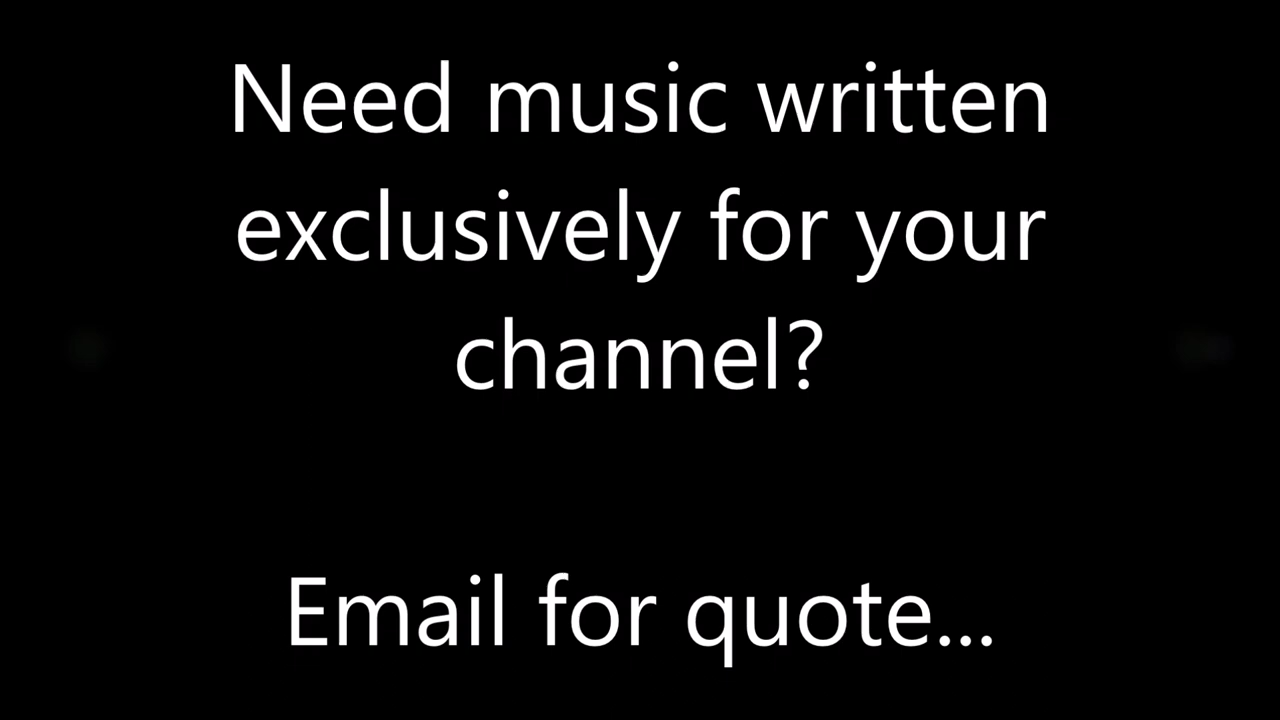 Need music written
exclusively for your
channel?
Email for quote...